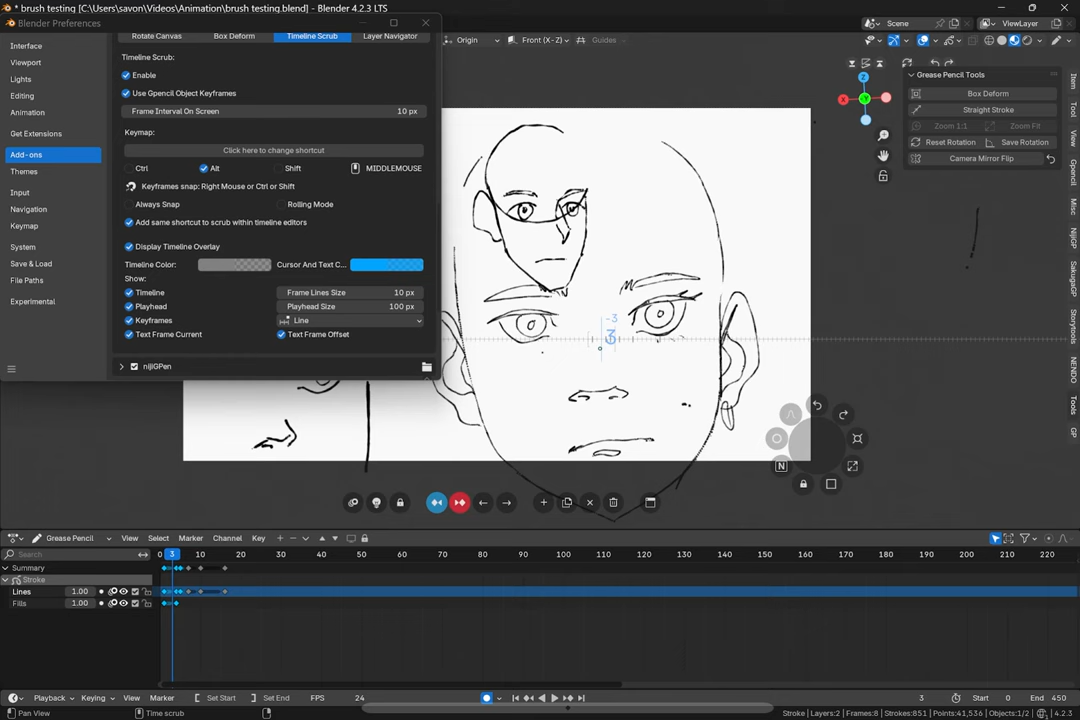 * brush testing [C:\Users\savon\Videos\Animation\brush testing.blend] - Blender 4.2.3 LTS
Blender Preferences
Interface
Viewport
Lights
Editing
Animation
Get Extensions
Add-ons
Themes
Input
Navigation
Keymap
System
Save & Load
File Paths
Experimental
Rotate Canvas
Box Deform
Timeline Scrub
Layer Navigator
Timeline Scrub:
Enable
Use Gpencil Object Keyframes
Frame Interval On Screen 10 px
Keymap:
Click here to change shortcut
Ctrl
Alt
Shift
MIDDLEMOUSE
Keyframes snap: Right Mouse or Ctrl or Shift
Always Snap
Rolling Mode
Add same shortcut to scrub within timeline editors
Display Timeline Overlay
Timeline Color:
Cursor And Text C...
Show:
Timeline
Frame Lines Size 10 px
Playhead
Playhead Size 100 px
Keyframes
Line
Text Frame Current
Text Frame Offset
nijiGPen
Scene
ViewLayer
Origin
Front (X-Z)
Guides
Z
X
Y
Grease Pencil Tools
Box Deform
Straight Stroke
Zoom 1:1
Zoom Fit
Reset Rotation
Save Rotation
Camera Mirror Flip
Item
Tool
View
Gpencil
Misc
NijiGP
SakugaGP
Storytools
NENDO
Tools
GP
-3
3
N
Grease Pencil
View
Select
Marker
Channel
Key
Search
0 3 10 20 30 40 50 60 70 80 90 100 110 120 130 140 150 160 170 180 190 200 210 220
Summary
Stroke
Lines 1.00
Fills 1.00
Playback
Keying
View
Marker
Set Start
Set End
FPS 24
3
Start 0
End 450
Pan View
Time scrub
Stroke | Layers:2 | Frames:8 | Strokes:851 | Points:41,536 | Objects:1/2 | 4.2.3